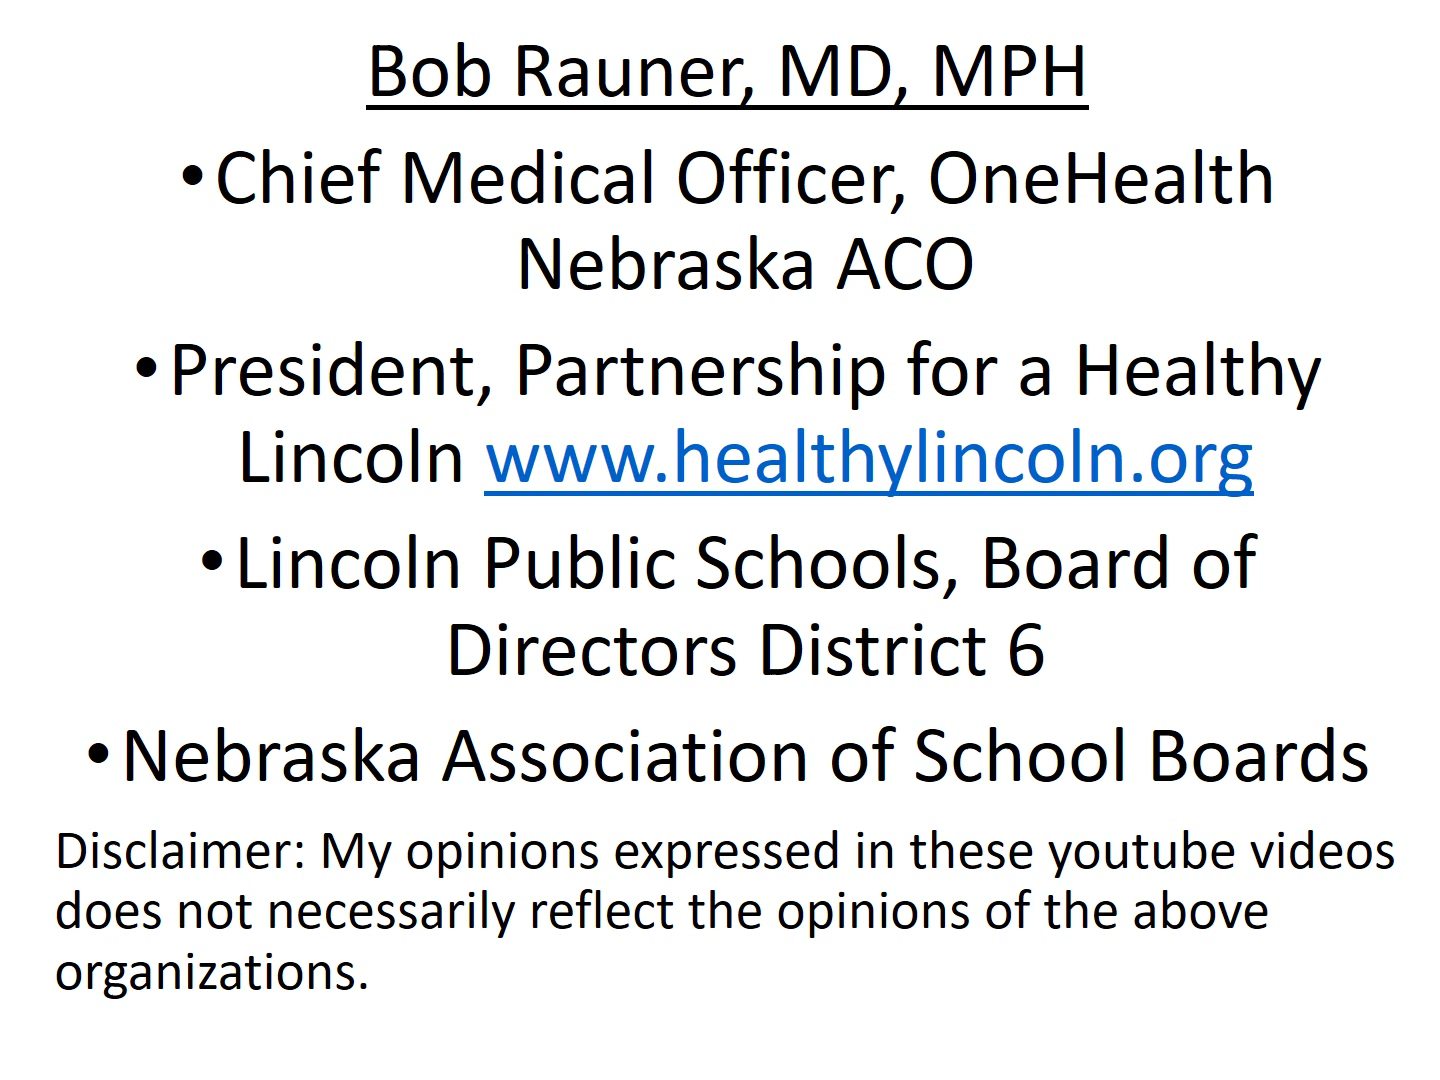 Bob Rauner, MD, MPH
•Chief Medical Officer, OneHealth
Nebraska ACO
•President, Partnership for a Healthy
Lincoln www.healthylincoln.org
•Lincoln Public Schools, Board of
Directors District 6
•Nebraska Association of School Boards
Disclaimer: My opinions expressed in these youtube videos
does not necessarily reflect the opinions of the above
organizations.